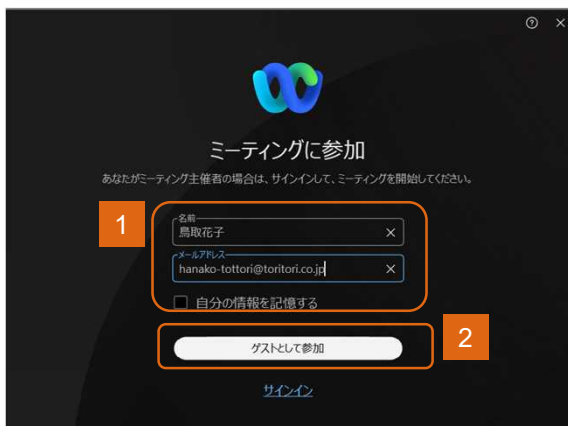 ミーティングに参加
あなたがミーティング主催者の場合は、サインインして、ミーティングを開始してください。
1
名前
鳥取花子
メールアドレス
hanako-tottori@toritori.co.jp
自分の情報を記憶する
ゲストとして参加
2
サインイン